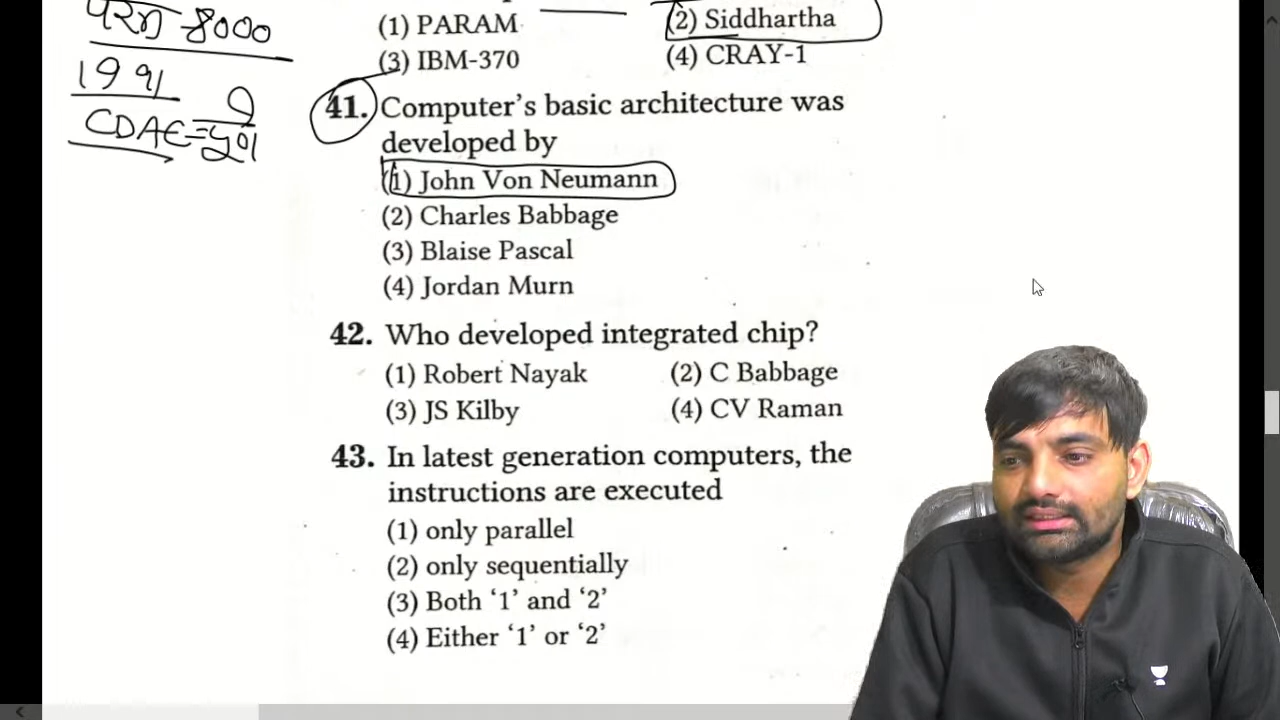 परम 8000
1991
CDAC=पुणे
(1) PARAM
(2) Siddhartha
(3) IBM-370
(4) CRAY-1
41. Computer's basic architecture was
developed by
(1) John Von Neumann
(2) Charles Babbage
(3) Blaise Pascal
(4) Jordan Murn
42. Who developed integrated chip?
(1) Robert Nayak
(2) C Babbage
(3) JS Kilby
(4) CV Raman
43. In latest generation computers, the
instructions are executed
(1) only parallel
(2) only sequentially
(3) Both '1' and '2'
(4) Either '1' or '2'